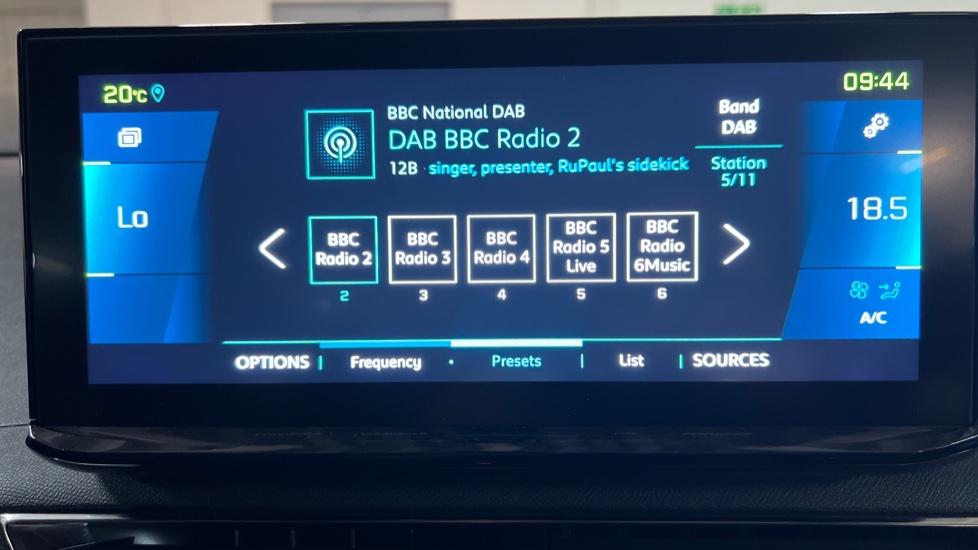 20°C
09:44
BBC National DAB
DAB BBC Radio 2
12B · singer, presenter, RuPaul's sidekick
Band
DAB
Station
5/11
Lo
18.5
BBC
Radio 2
2
BBC
Radio 3
3
BBC
Radio 4
4
BBC
Radio 5
Live
5
BBC
Radio
6Music
6
A/C
OPTIONS | Frequency · Presets | List | SOURCES